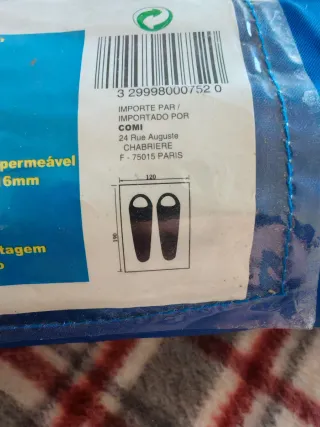 3 299980 00752 0
IMPORTE PAR /
IMPORTADO POR
COMI
24 Rue Auguste
CHABRIERE
F - 75015 PARIS
permeável
6mm
tagem
o
120
190